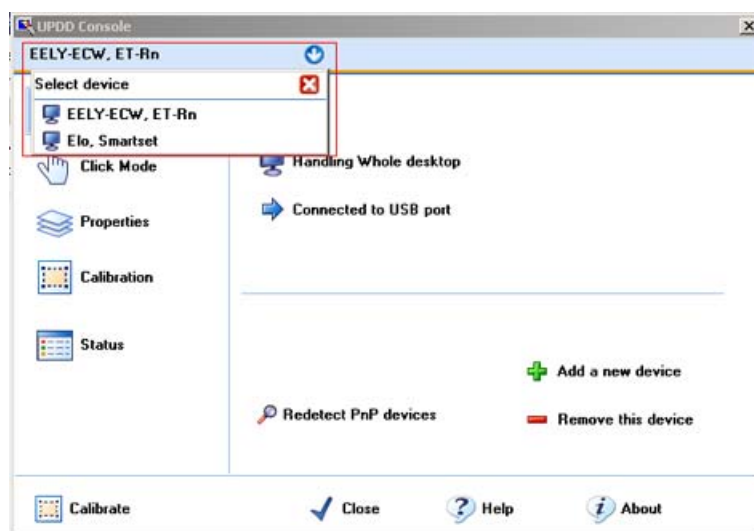 UPDD Console
EELY-ECW, ET-Rn
Select device
EELY-ECW, ET-Rn
Elo, Smartset
Click Mode
Handling Whole desktop
Properties
Connected to USB port
Calibration
Status
Add a new device
Redetect PnP devices
Remove this device
Calibrate
Close
Help
About